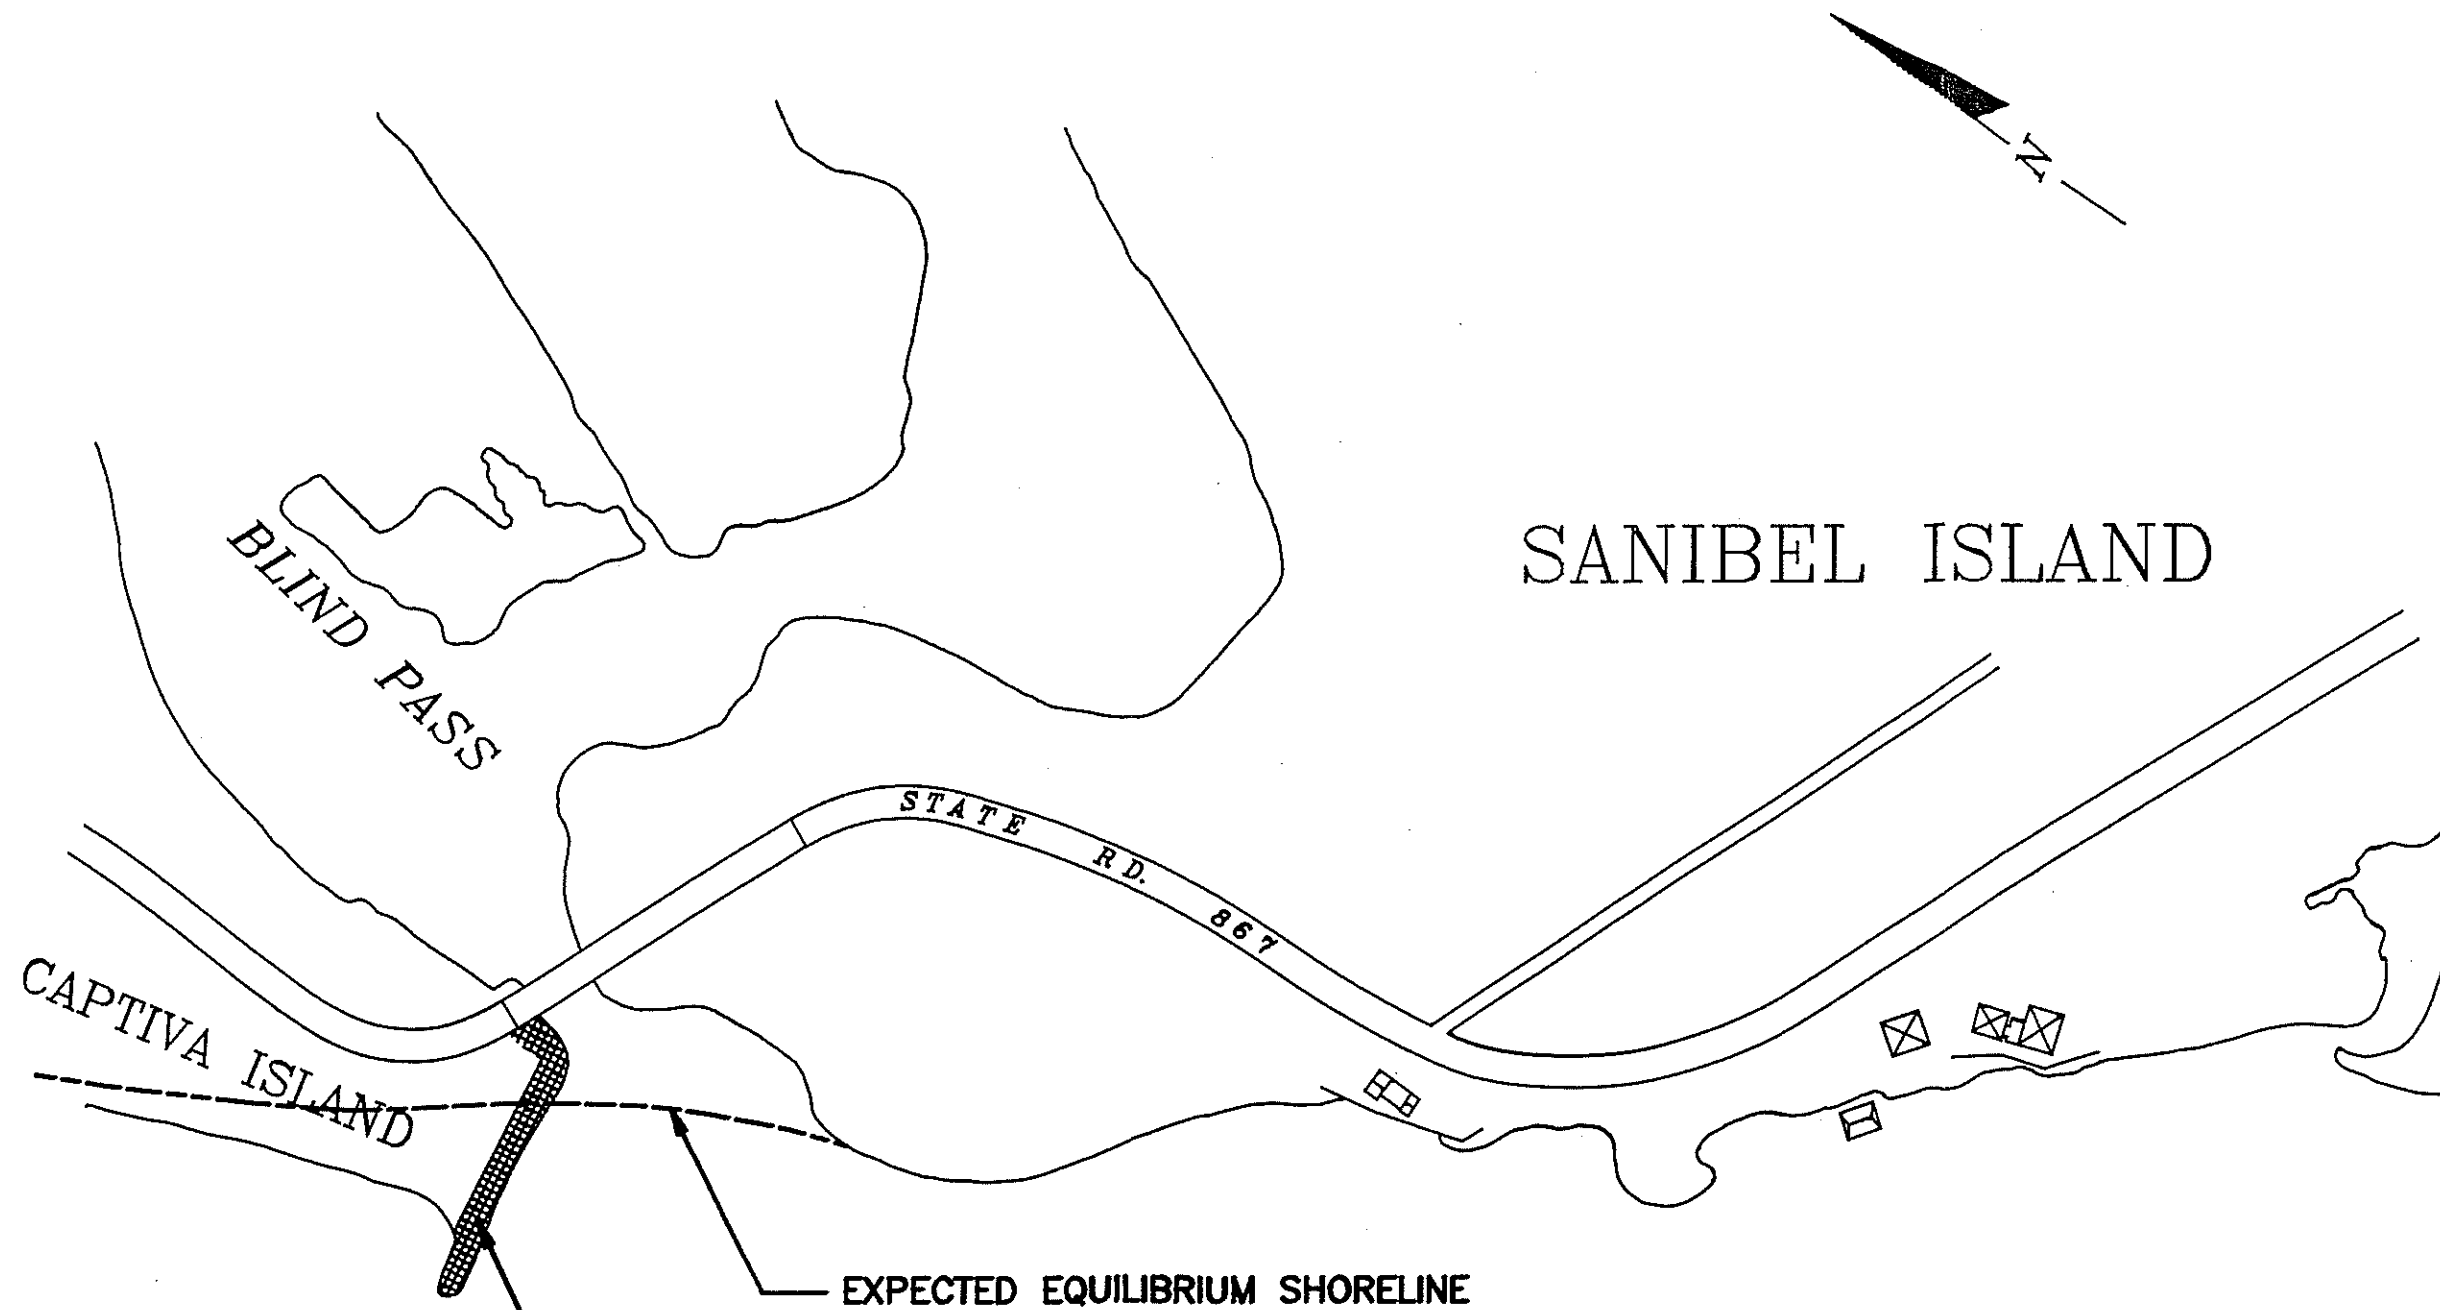 N
SANIBEL ISLAND
BLIND PASS
STATE RD. 867
CAPTIVA ISLAND
EXPECTED EQUILIBRIUM SHORELINE